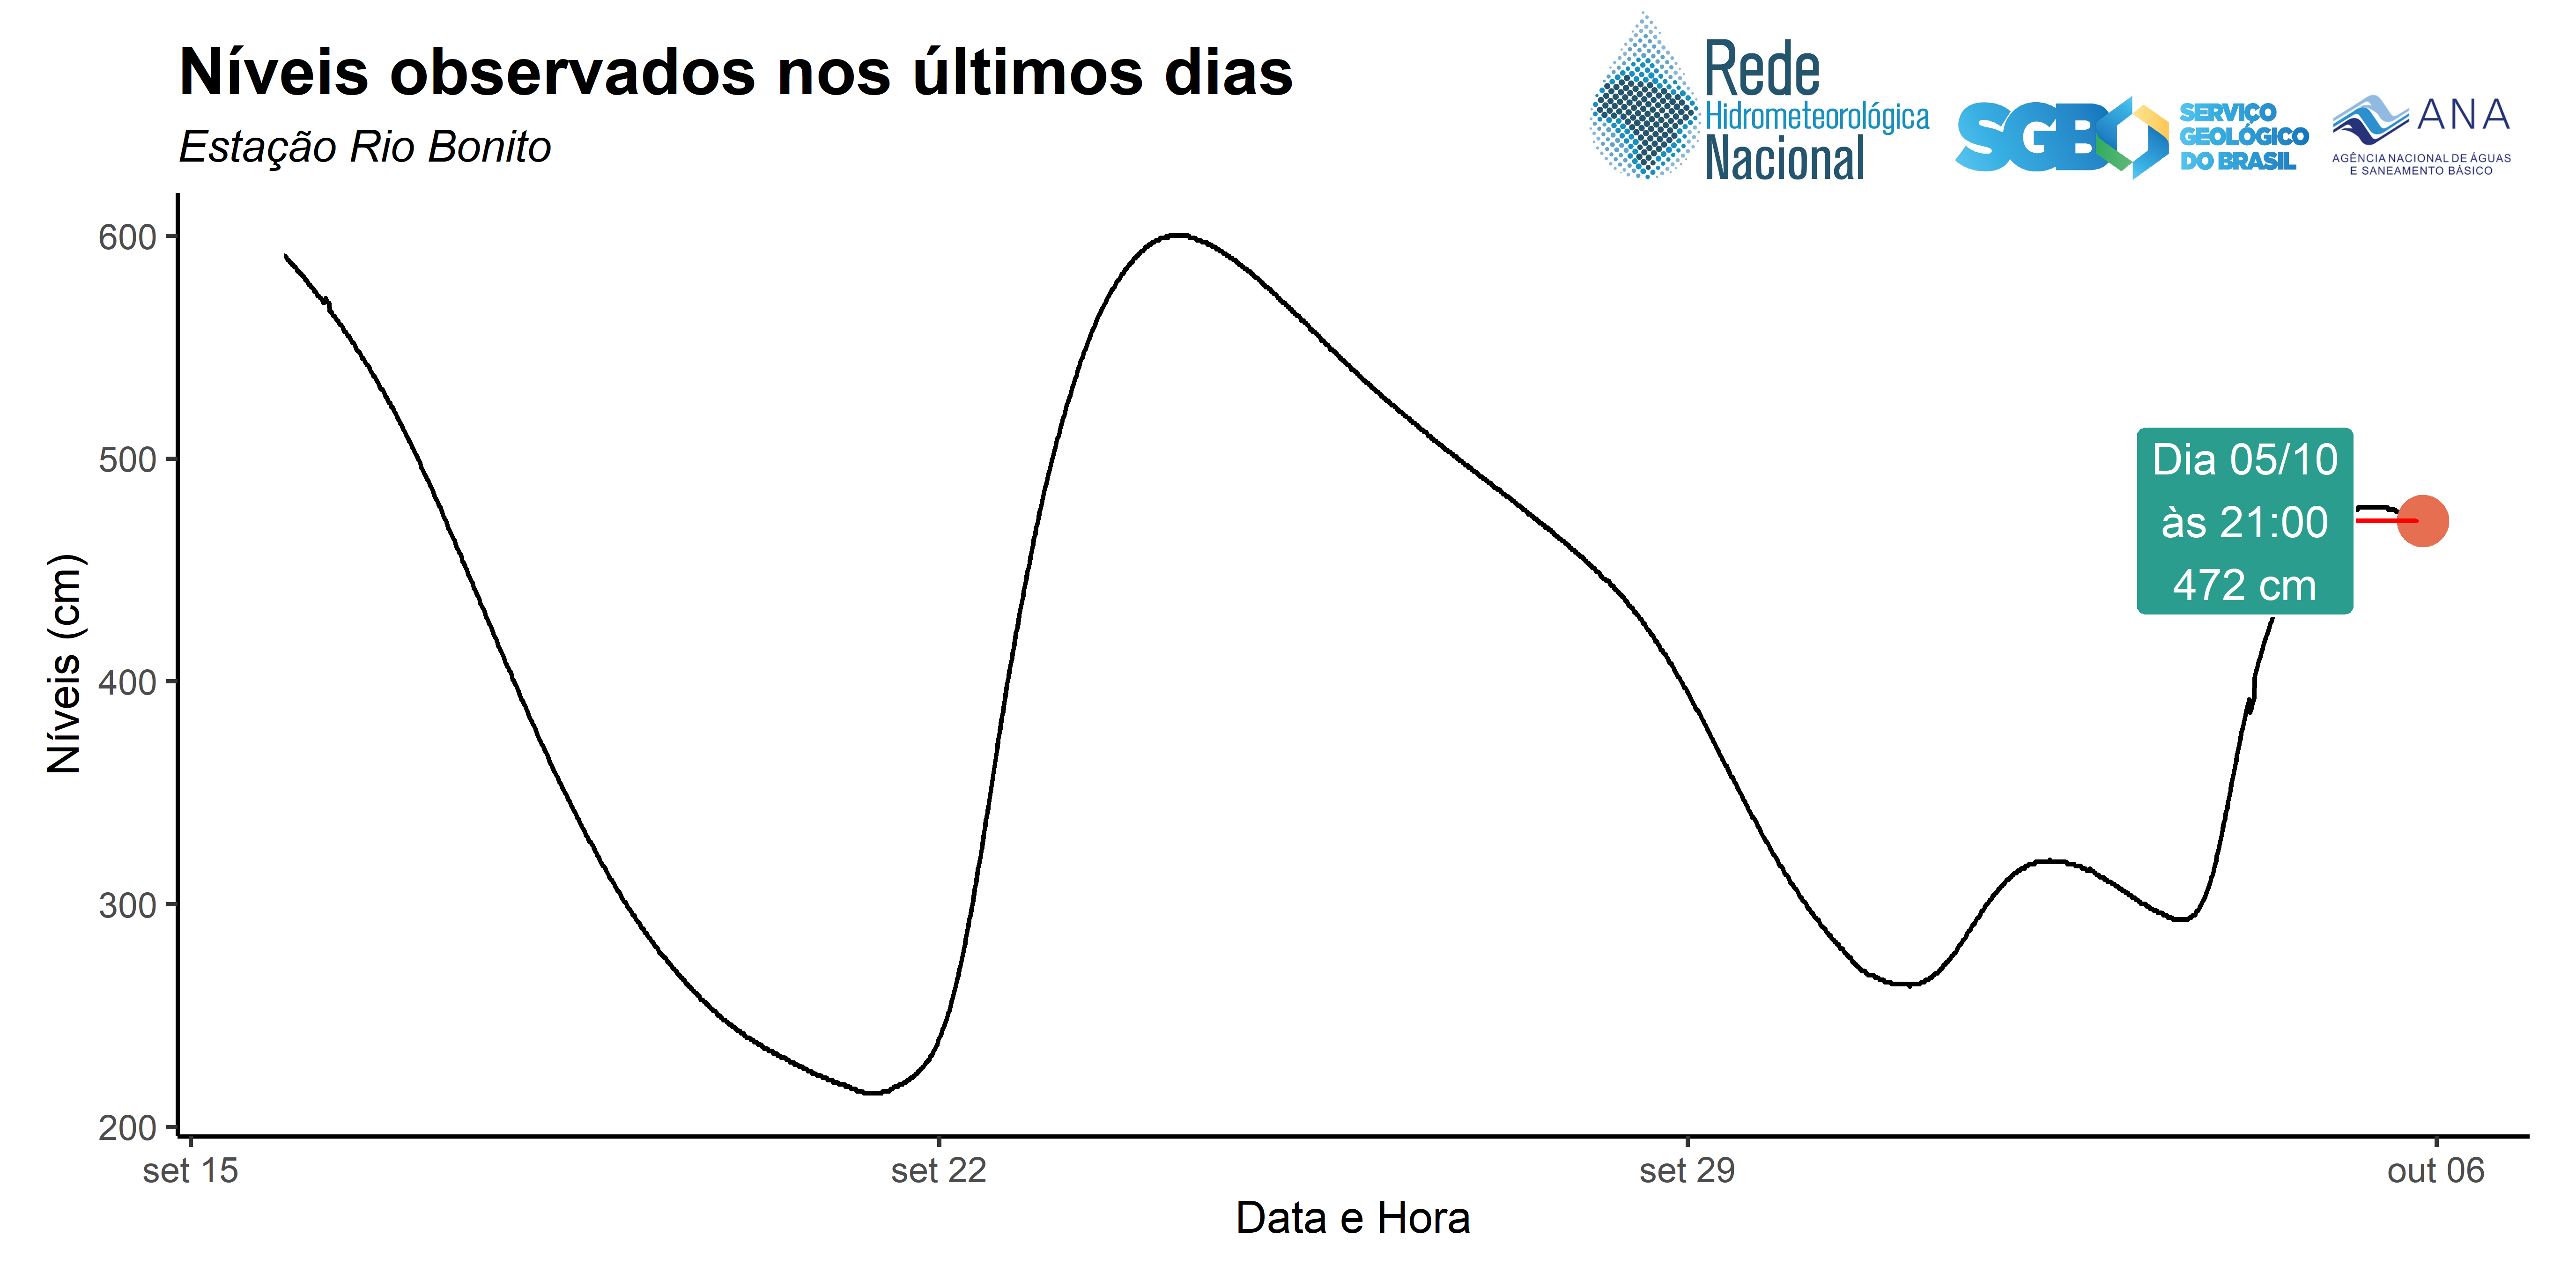 Níveis observados nos últimos dias
Estação Rio Bonito
Rede
Hidrometeorológica
Nacional
SGB
SERVIÇO
GEOLÓGICO
DO BRASIL
ANA
AGÊNCIA NACIONAL DE ÁGUAS
E SANEAMENTO BÁSICO
600
500
400
300
200
Níveis (cm)
Dia 05/10
às 21:00
472 cm
set 15
set 22
set 29
out 06
Data e Hora